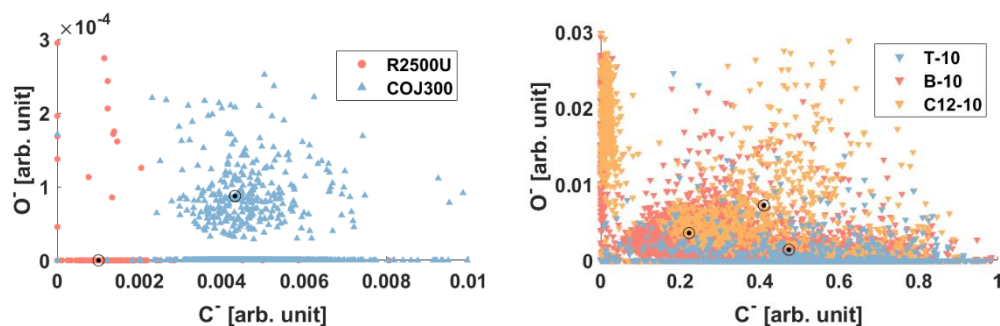 ×10⁻⁴
3
2
1
0
O⁻ [arb. unit]
R2500U
COJ300
0 0.002 0.004 0.006 0.008 0.01
C⁻ [arb. unit]
0.03
0.02
0.01
0
O⁻ [arb. unit]
T-10
B-10
C12-10
0 0.2 0.4 0.6 0.8 1
C⁻ [arb. unit]